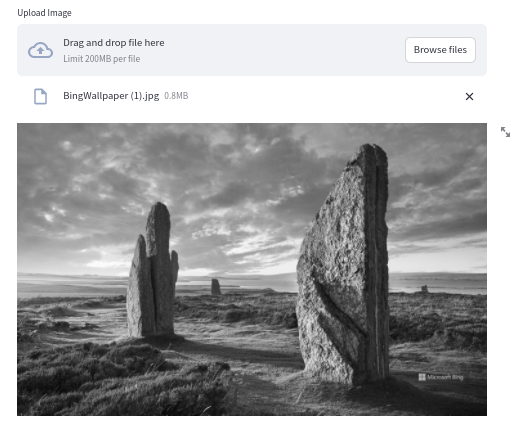 Upload Image
Drag and drop file here
Limit 200MB per file
Browse files
BingWallpaper (1).jpg 0.8MB
Microsoft Bing